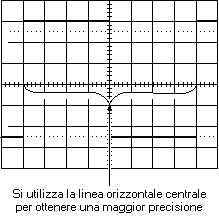 Si utilizza la linea orizzontale centrale
per ottenere una maggior precisione